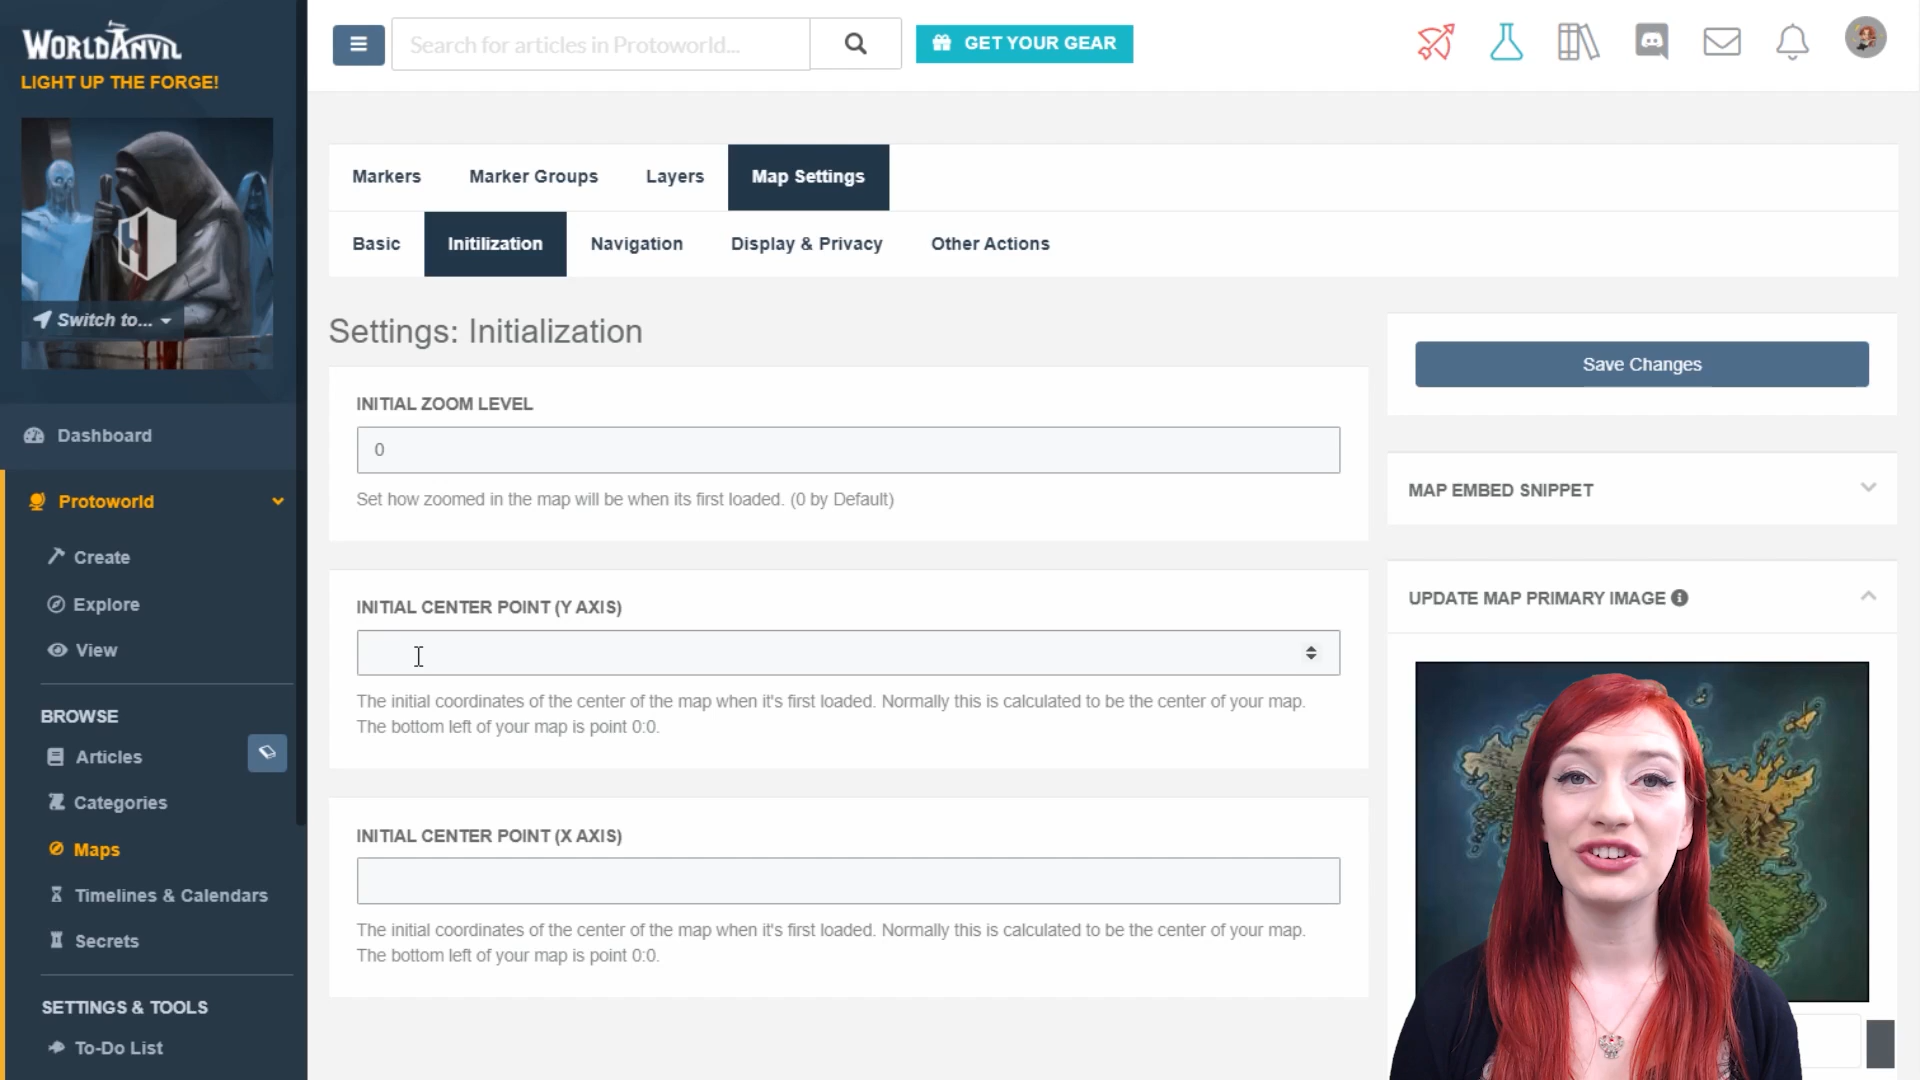 WORLDANVIL
LIGHT UP THE FORGE!
Switch to...
Dashboard
Protoworld
Create
Explore
View
BROWSE
Articles
Categories
Maps
Timelines & Calendars
Secrets
SETTINGS & TOOLS
To-Do List
Search for articles in Protoworld...
GET YOUR GEAR
Markers Marker Groups Layers Map Settings
Basic Initilization Navigation Display & Privacy Other Actions
Settings: Initialization
INITIAL ZOOM LEVEL
0
Set how zoomed in the map will be when its first loaded. (0 by Default)
INITIAL CENTER POINT (Y AXIS)
The initial coordinates of the center of the map when it's first loaded. Normally this is calculated to be the center of your map.
The bottom left of your map is point 0:0.
INITIAL CENTER POINT (X AXIS)
The initial coordinates of the center of the map when it's first loaded. Normally this is calculated to be the center of your map.
The bottom left of your map is point 0:0.
Save Changes
MAP EMBED SNIPPET
UPDATE MAP PRIMARY IMAGE